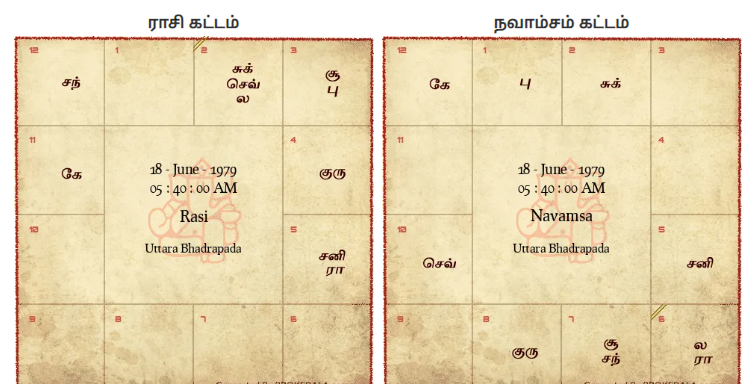 ராசி கட்டம்
12
1
2
3
சந்
சுக்
செவ்
ல
சூ
பு
11
4
கே
குரு
18 - June - 1979
05 : 40 : 00 AM
Rasi
Uttara Bhadrapada
10
5
சனி
ரா
9
8
7
6
நவாம்சம் கட்டம்
12
1
2
3
கே
பு
சுக்
11
4
18 - June - 1979
05 : 40 : 00 AM
Navamsa
Uttara Bhadrapada
10
5
செவ்
சனி
9
8
7
6
குரு
சூ
சந்
ல
ரா